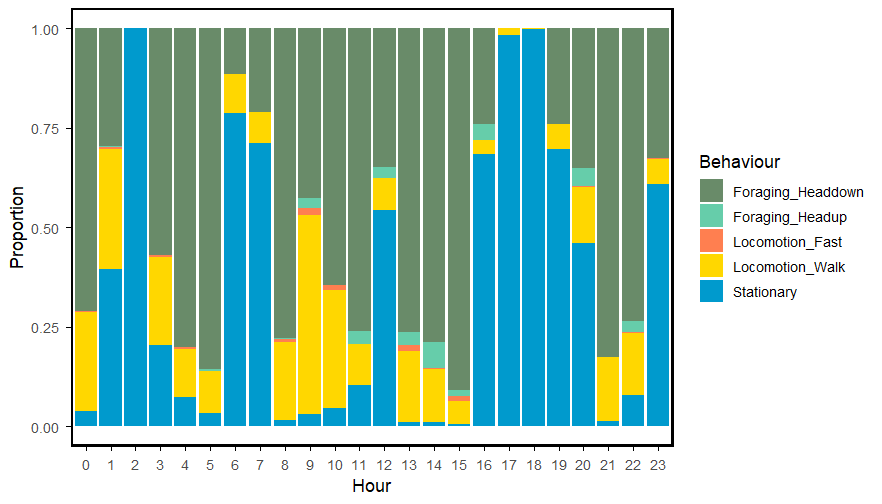 1.00
0.75
0.50
0.25
0.00
Proportion
0 1 2 3 4 5 6 7 8 9 10 11 12 13 14 15 16 17 18 19 20 21 22 23
Hour
Behaviour
Foraging_Headdown
Foraging_Headup
Locomotion_Fast
Locomotion_Walk
Stationary